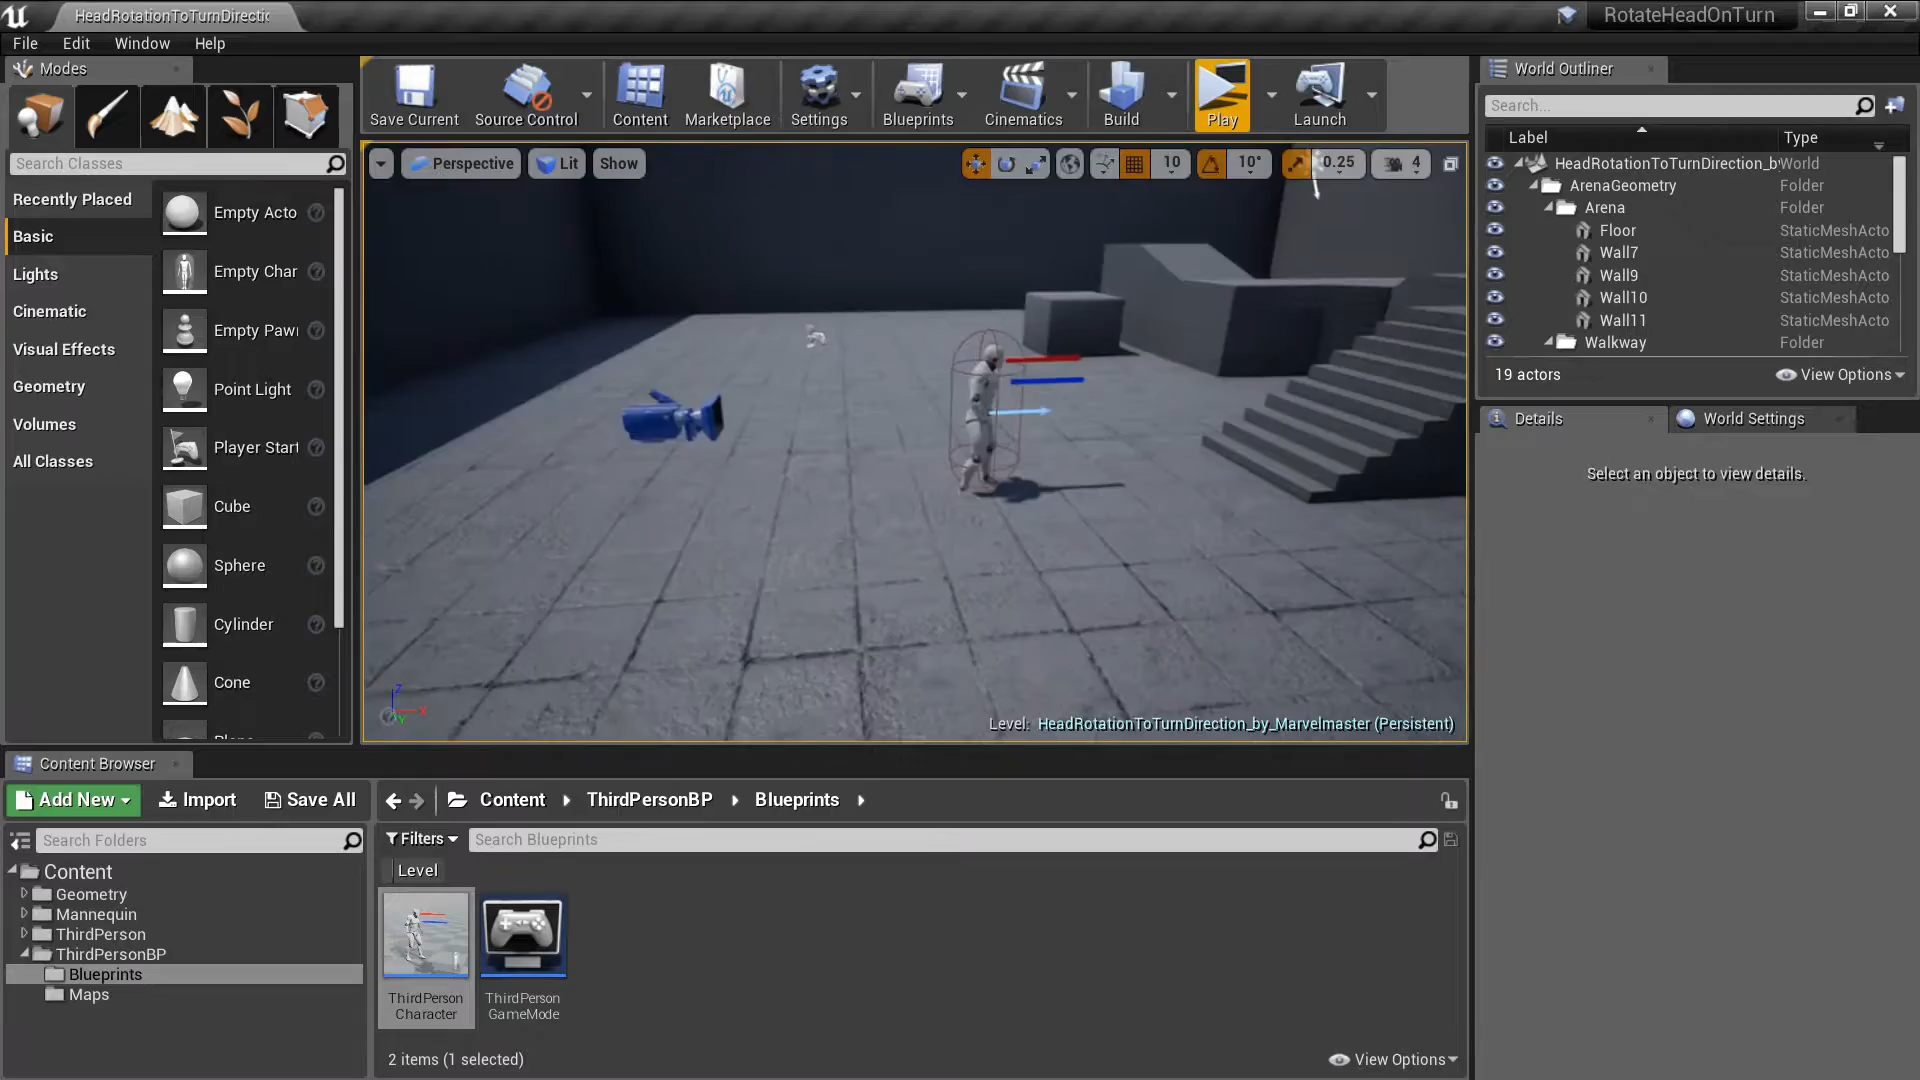 HeadRotationToTurnDirectic
RotateHeadOnTurn
File Edit Window Help
Modes
Save Current Source Control Content Marketplace Settings Blueprints Cinematics Build Play Launch
World Outliner
Search...
Label Type
Search Classes
Recently Placed
Basic
Lights
Cinematic
Visual Effects
Geometry
Volumes
All Classes
Empty Acto
Empty Char
Empty Pawn
Point Light
Player Start
Cube
Sphere
Cylinder
Cone
Perspective Lit Show 10 10° 0.25 4
Z
X
Y
Level: HeadRotationToTurnDirection_by_Marvelmaster (Persistent)
HeadRotationToTurnDirection_by World
ArenaGeometry Folder
Arena Folder
Floor StaticMeshActo
Wall7 StaticMeshActo
Wall9 StaticMeshActo
Wall10 StaticMeshActo
Wall11 StaticMeshActo
Walkway Folder
19 actors View Options
Details World Settings
Select an object to view details.
Content Browser
Add New Import Save All Content ThirdPersonBP Blueprints
Search Folders
Filters Search Blueprints
Level
Content
Geometry
Mannequin
ThirdPerson
ThirdPersonBP
Blueprints
Maps
ThirdPerson
Character
ThirdPerson
GameMode
2 items (1 selected) View Options